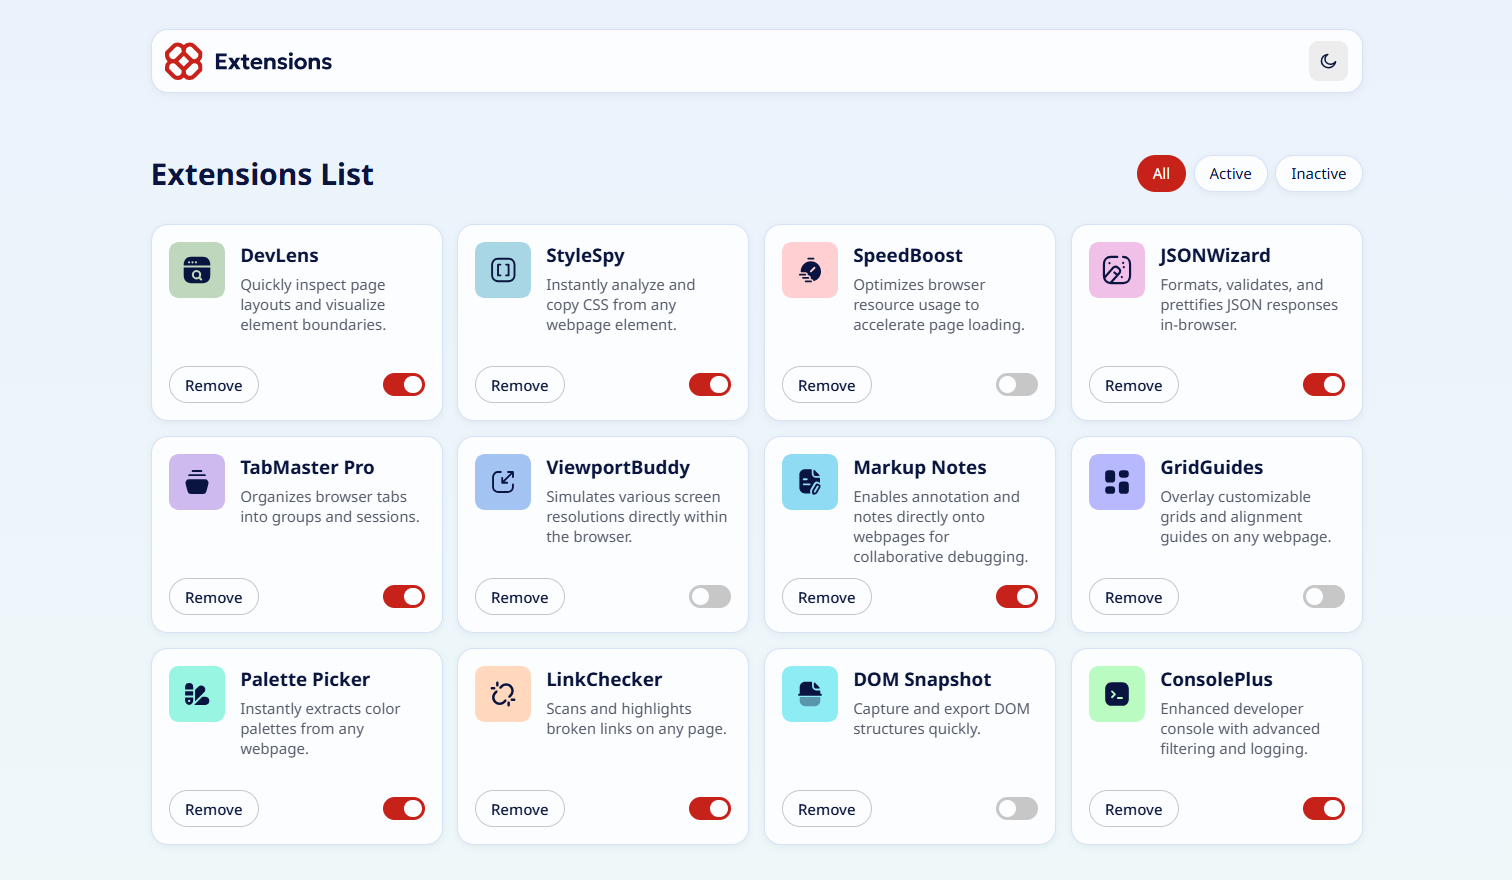 Extensions
Extensions List
All
Active
Inactive
DevLens
Quickly inspect page
layouts and visualize
element boundaries.
Remove
StyleSpy
Instantly analyze and
copy CSS from any
webpage element.
Remove
SpeedBoost
Optimizes browser
resource usage to
accelerate page loading.
Remove
JSONWizard
Formats, validates, and
prettifies JSON responses
in-browser.
Remove
TabMaster Pro
Organizes browser tabs
into groups and sessions.
Remove
ViewportBuddy
Simulates various screen
resolutions directly within
the browser.
Remove
Markup Notes
Enables annotation and
notes directly onto
webpages for
collaborative debugging.
Remove
GridGuides
Overlay customizable
grids and alignment
guides on any webpage.
Remove
Palette Picker
Instantly extracts color
palettes from any
webpage.
Remove
LinkChecker
Scans and highlights
broken links on any page.
Remove
DOM Snapshot
Capture and export DOM
structures quickly.
Remove
ConsolePlus
Enhanced developer
console with advanced
filtering and logging.
Remove